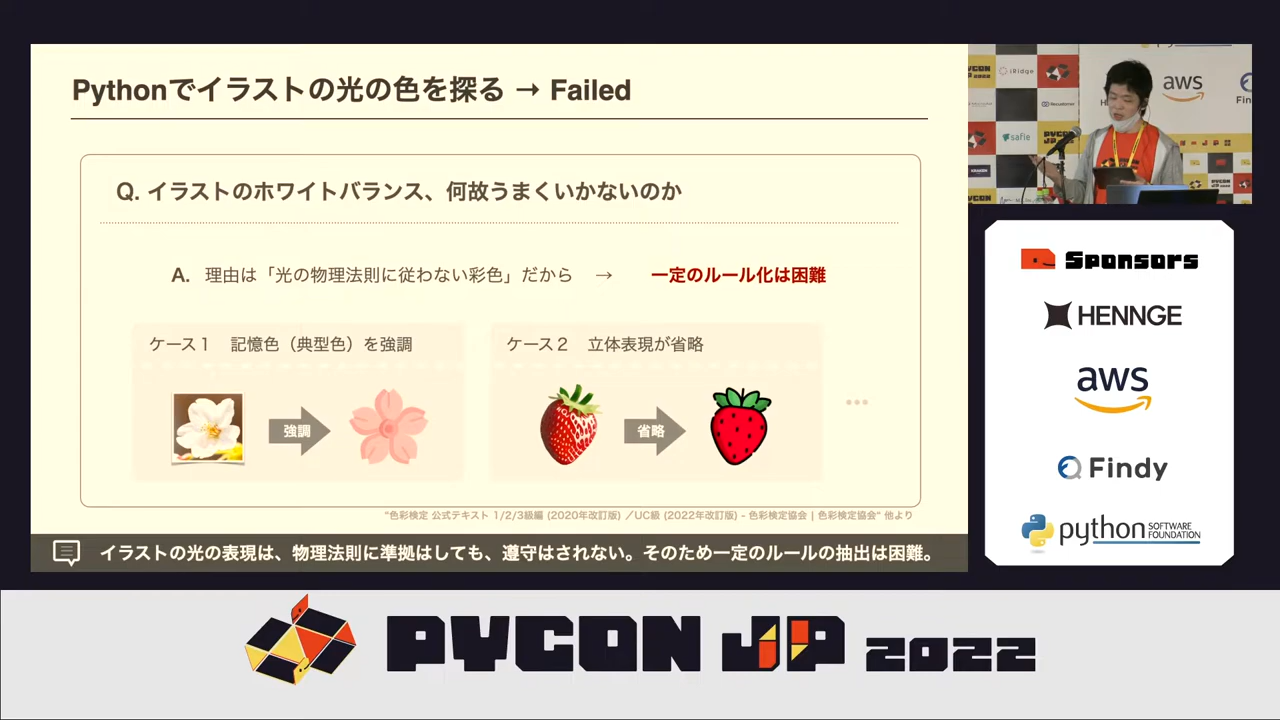 Pythonでイラストの光の色を探る → Failed
Q. イラストのホワイトバランス、何故うまくいかないのか
A. 理由は「光の物理法則に従わない彩色」だから → 一定のルール化は困難
ケース1 記憶色（典型色）を強調
強調
ケース2 立体表現が省略
省略
"色彩検定 公式テキスト 1/2/3級編 (2020年改訂版) ／UC級 (2022年改訂版) - 色彩検定協会 | 色彩検定協会" 他より
イラストの光の表現は、物理法則に準拠はしても、遵守はされない。そのため一定のルールの抽出は困難。
iRidge
aws
safie
Sponsors
HENNGE
aws
Findy
python SOFTWARE
FOUNDATION
PYCON JP 2022